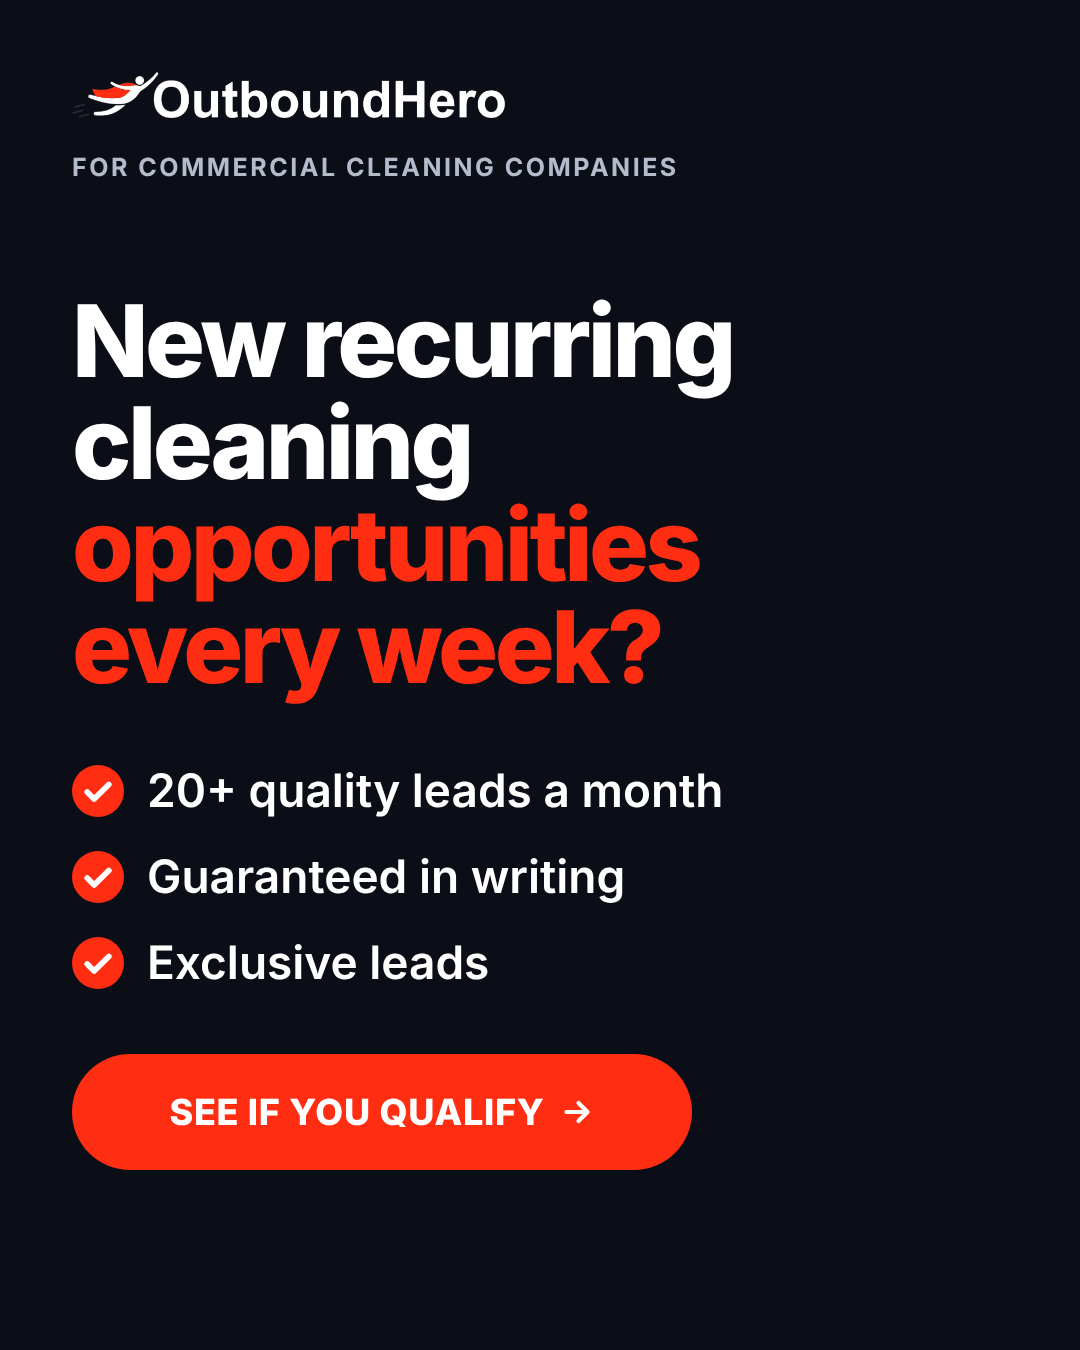 OutboundHero
FOR COMMERCIAL CLEANING COMPANIES
New recurring
cleaning
opportunities
every week?
20+ quality leads a month
Guaranteed in writing
Exclusive leads
SEE IF YOU QUALIFY →